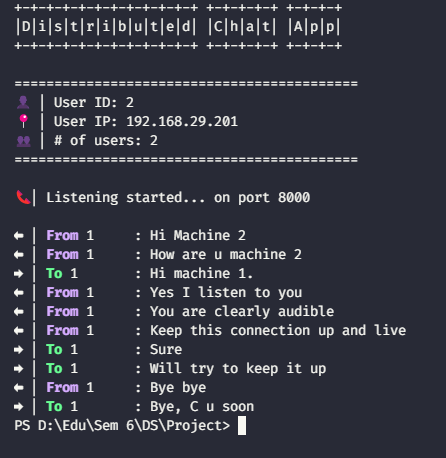 +-+-+-+-+-+-+-+-+-+-+-+ +-+-+-+-+ +-+-+-+
|D|i|s|t|r|i|b|u|t|e|d| |C|h|a|t| |A|p|p|
+-+-+-+-+-+-+-+-+-+-+-+ +-+-+-+-+ +-+-+-+
=========================================
👤 | User ID: 2
📍 | User IP: 192.168.29.201
👥 | # of users: 2
=========================================
📞| Listening started... on port 8000
⬅ | From 1     : Hi Machine 2
⬅ | From 1     : How are u machine 2
➡ | To 1       : Hi machine 1.
⬅ | From 1     : Yes I listen to you
⬅ | From 1     : You are clearly audible
⬅ | From 1     : Keep this connection up and live
➡ | To 1       : Sure
➡ | To 1       : Will try to keep it up
⬅ | From 1     : Bye bye
➡ | To 1       : Bye, C u soon
PS D:\Edu\Sem 6\DS\Project>